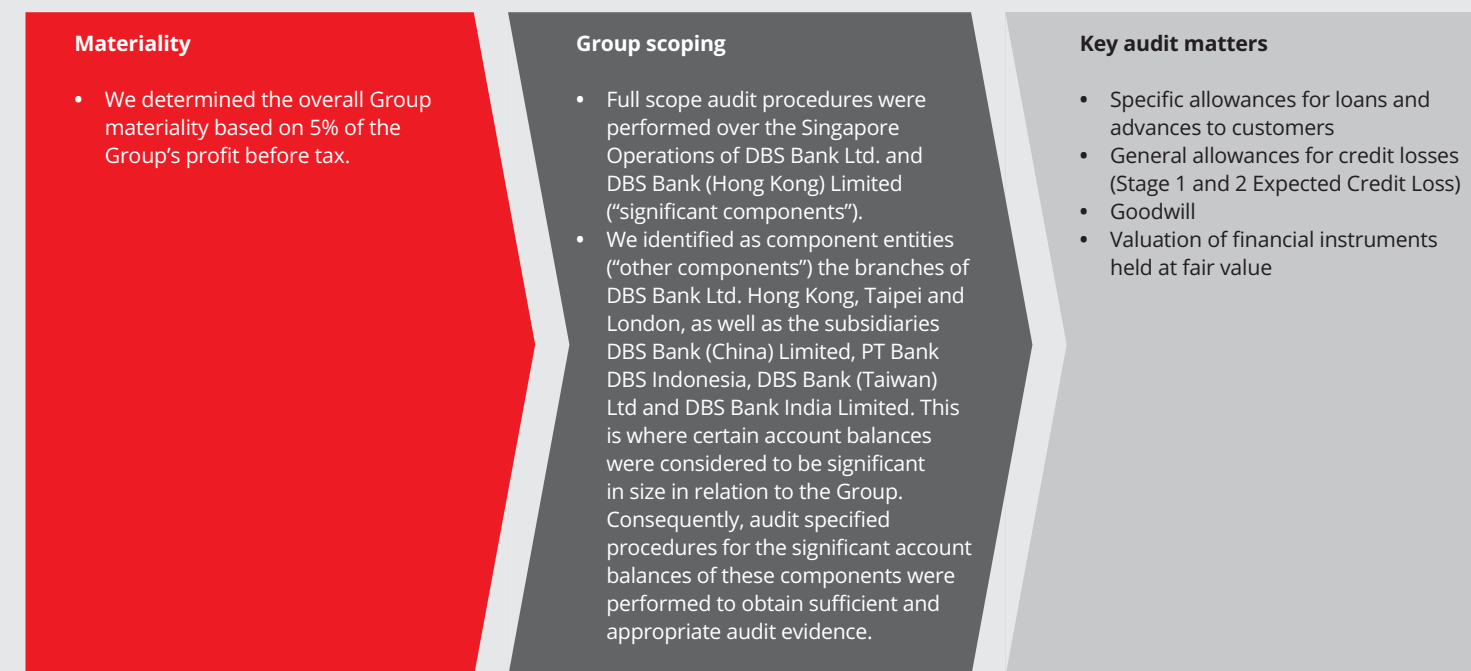 Materiality
• We determined the overall Group
materiality based on 5% of the
Group’s profit before tax.
Group scoping
• Full scope audit procedures were
performed over the Singapore
Operations of DBS Bank Ltd. and
DBS Bank (Hong Kong) Limited
(“significant components”).
• We identified as component entities
(“other components”) the branches of
DBS Bank Ltd. Hong Kong, Taipei and
London, as well as the subsidiaries
DBS Bank (China) Limited, PT Bank
DBS Indonesia, DBS Bank (Taiwan)
Ltd and DBS Bank India Limited. This
is where certain account balances
were considered to be significant
in size in relation to the Group.
Consequently, audit specified
procedures for the significant account
balances of these components were
performed to obtain sufficient and
appropriate audit evidence.
Key audit matters
• Specific allowances for loans and
advances to customers
• General allowances for credit losses
(Stage 1 and 2 Expected Credit Loss)
• Goodwill
• Valuation of financial instruments
held at fair value